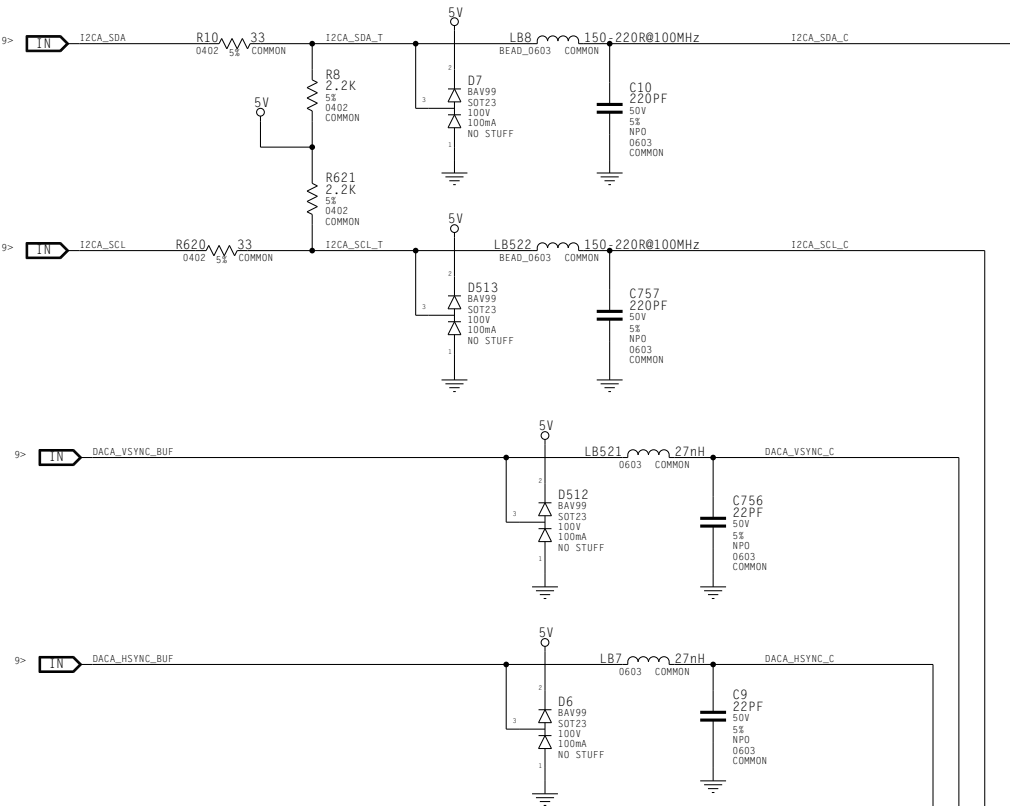 5V
9> IN I2CA_SDA R10 33 I2CA_SDA_T LB8 150-220R@100MHz I2CA_SDA_C
0402 5% COMMON BEAD_0603 COMMON
R8
2.2K
5%
0402
COMMON
5V
2
3
1
D7
BAV99
SOT23
100V
100mA
NO STUFF
C10
220PF
50V
5%
NPO
0603
COMMON
R621
2.2K
5%
0402
COMMON
5V
9> IN I2CA_SCL R620 33 I2CA_SCL_T LB522 150-220R@100MHz I2CA_SCL_C
0402 5% COMMON BEAD_0603 COMMON
2
3
1
D513
BAV99
SOT23
100V
100mA
NO STUFF
C757
220PF
50V
5%
NPO
0603
COMMON
5V
9> IN DACA_VSYNC_BUF LB521 27nH DACA_VSYNC_C
0603 COMMON
2
3
1
D512
BAV99
SOT23
100V
100mA
NO STUFF
C756
22PF
50V
5%
NPO
0603
COMMON
5V
9> IN DACA_HSYNC_BUF LB7 27nH DACA_HSYNC_C
0603 COMMON
2
3
1
D6
BAV99
SOT23
100V
100mA
NO STUFF
C9
22PF
50V
5%
NPO
0603
COMMON